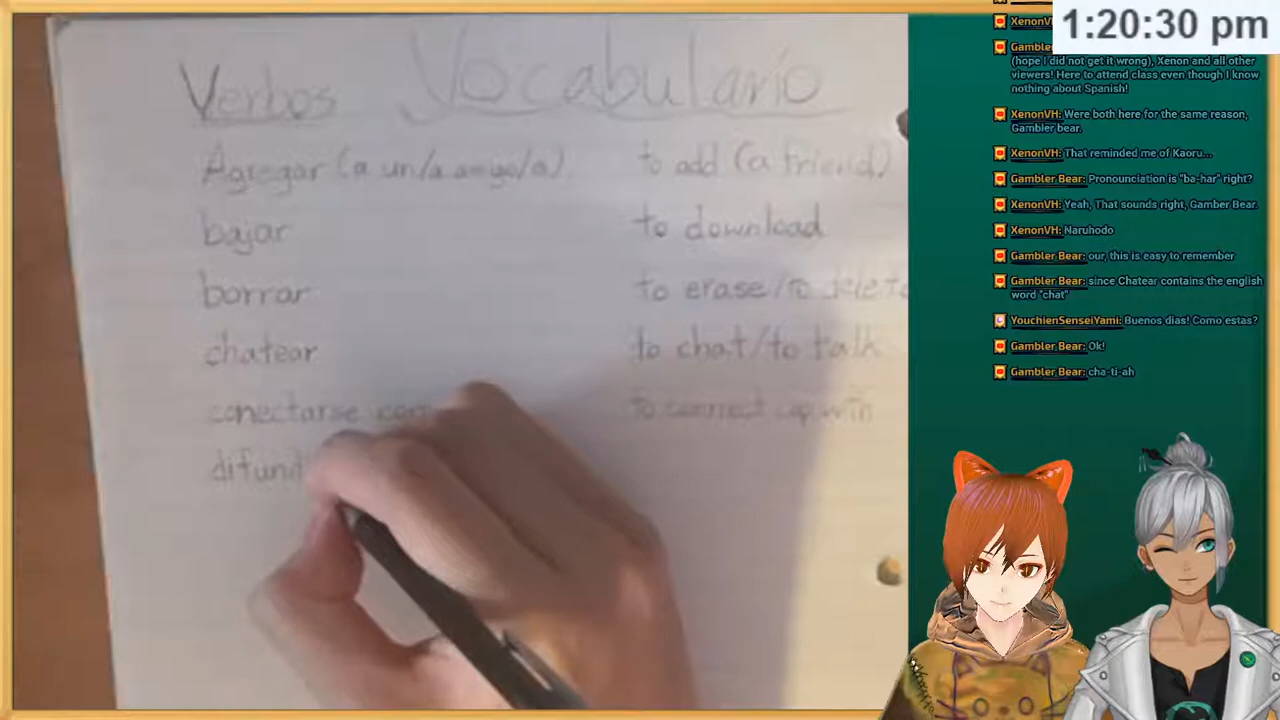 Verbos Vocabulario
Agregar (a un/a amigo/a) to add (a friend)
bajar to download
borrar to erase/to delete
chatear to chat/to talk
conectarse con to connect up with
difund
1:20:30 pm
XenonVH
Gambler
(hope I did not get it wrong), Xenon and all other
viewers! Here to attend class even though I know
nothing about Spanish!
XenonVH: Were both here for the same reason,
Gambler bear.
XenonVH: That reminded me of Kaoru...
Gambler Bear: Pronounciation is "ba-har" right?
XenonVH: Yeah, That sounds right, Gamber Bear.
XenonVH: Naruhodo
Gambler Bear: our, this is easy to remember
Gambler Bear: since Chatear contains the english
word "chat"
YouchienSenseiYami: Buenos dias! Como estas?
Gambler Bear: Ok!
Gambler Bear: cha-ti-ah